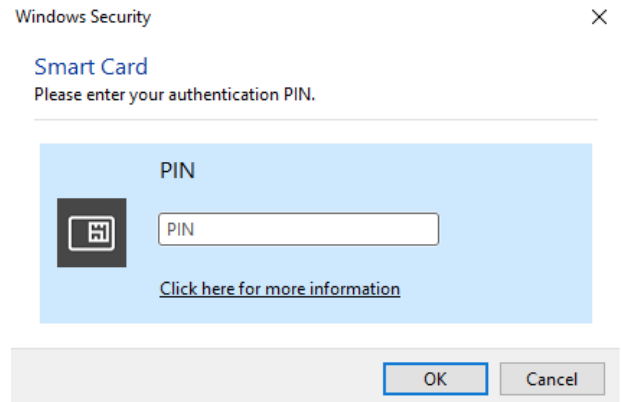 Windows Security
Smart Card
Please enter your authentication PIN.
PIN
PIN
Click here for more information
OK
Cancel